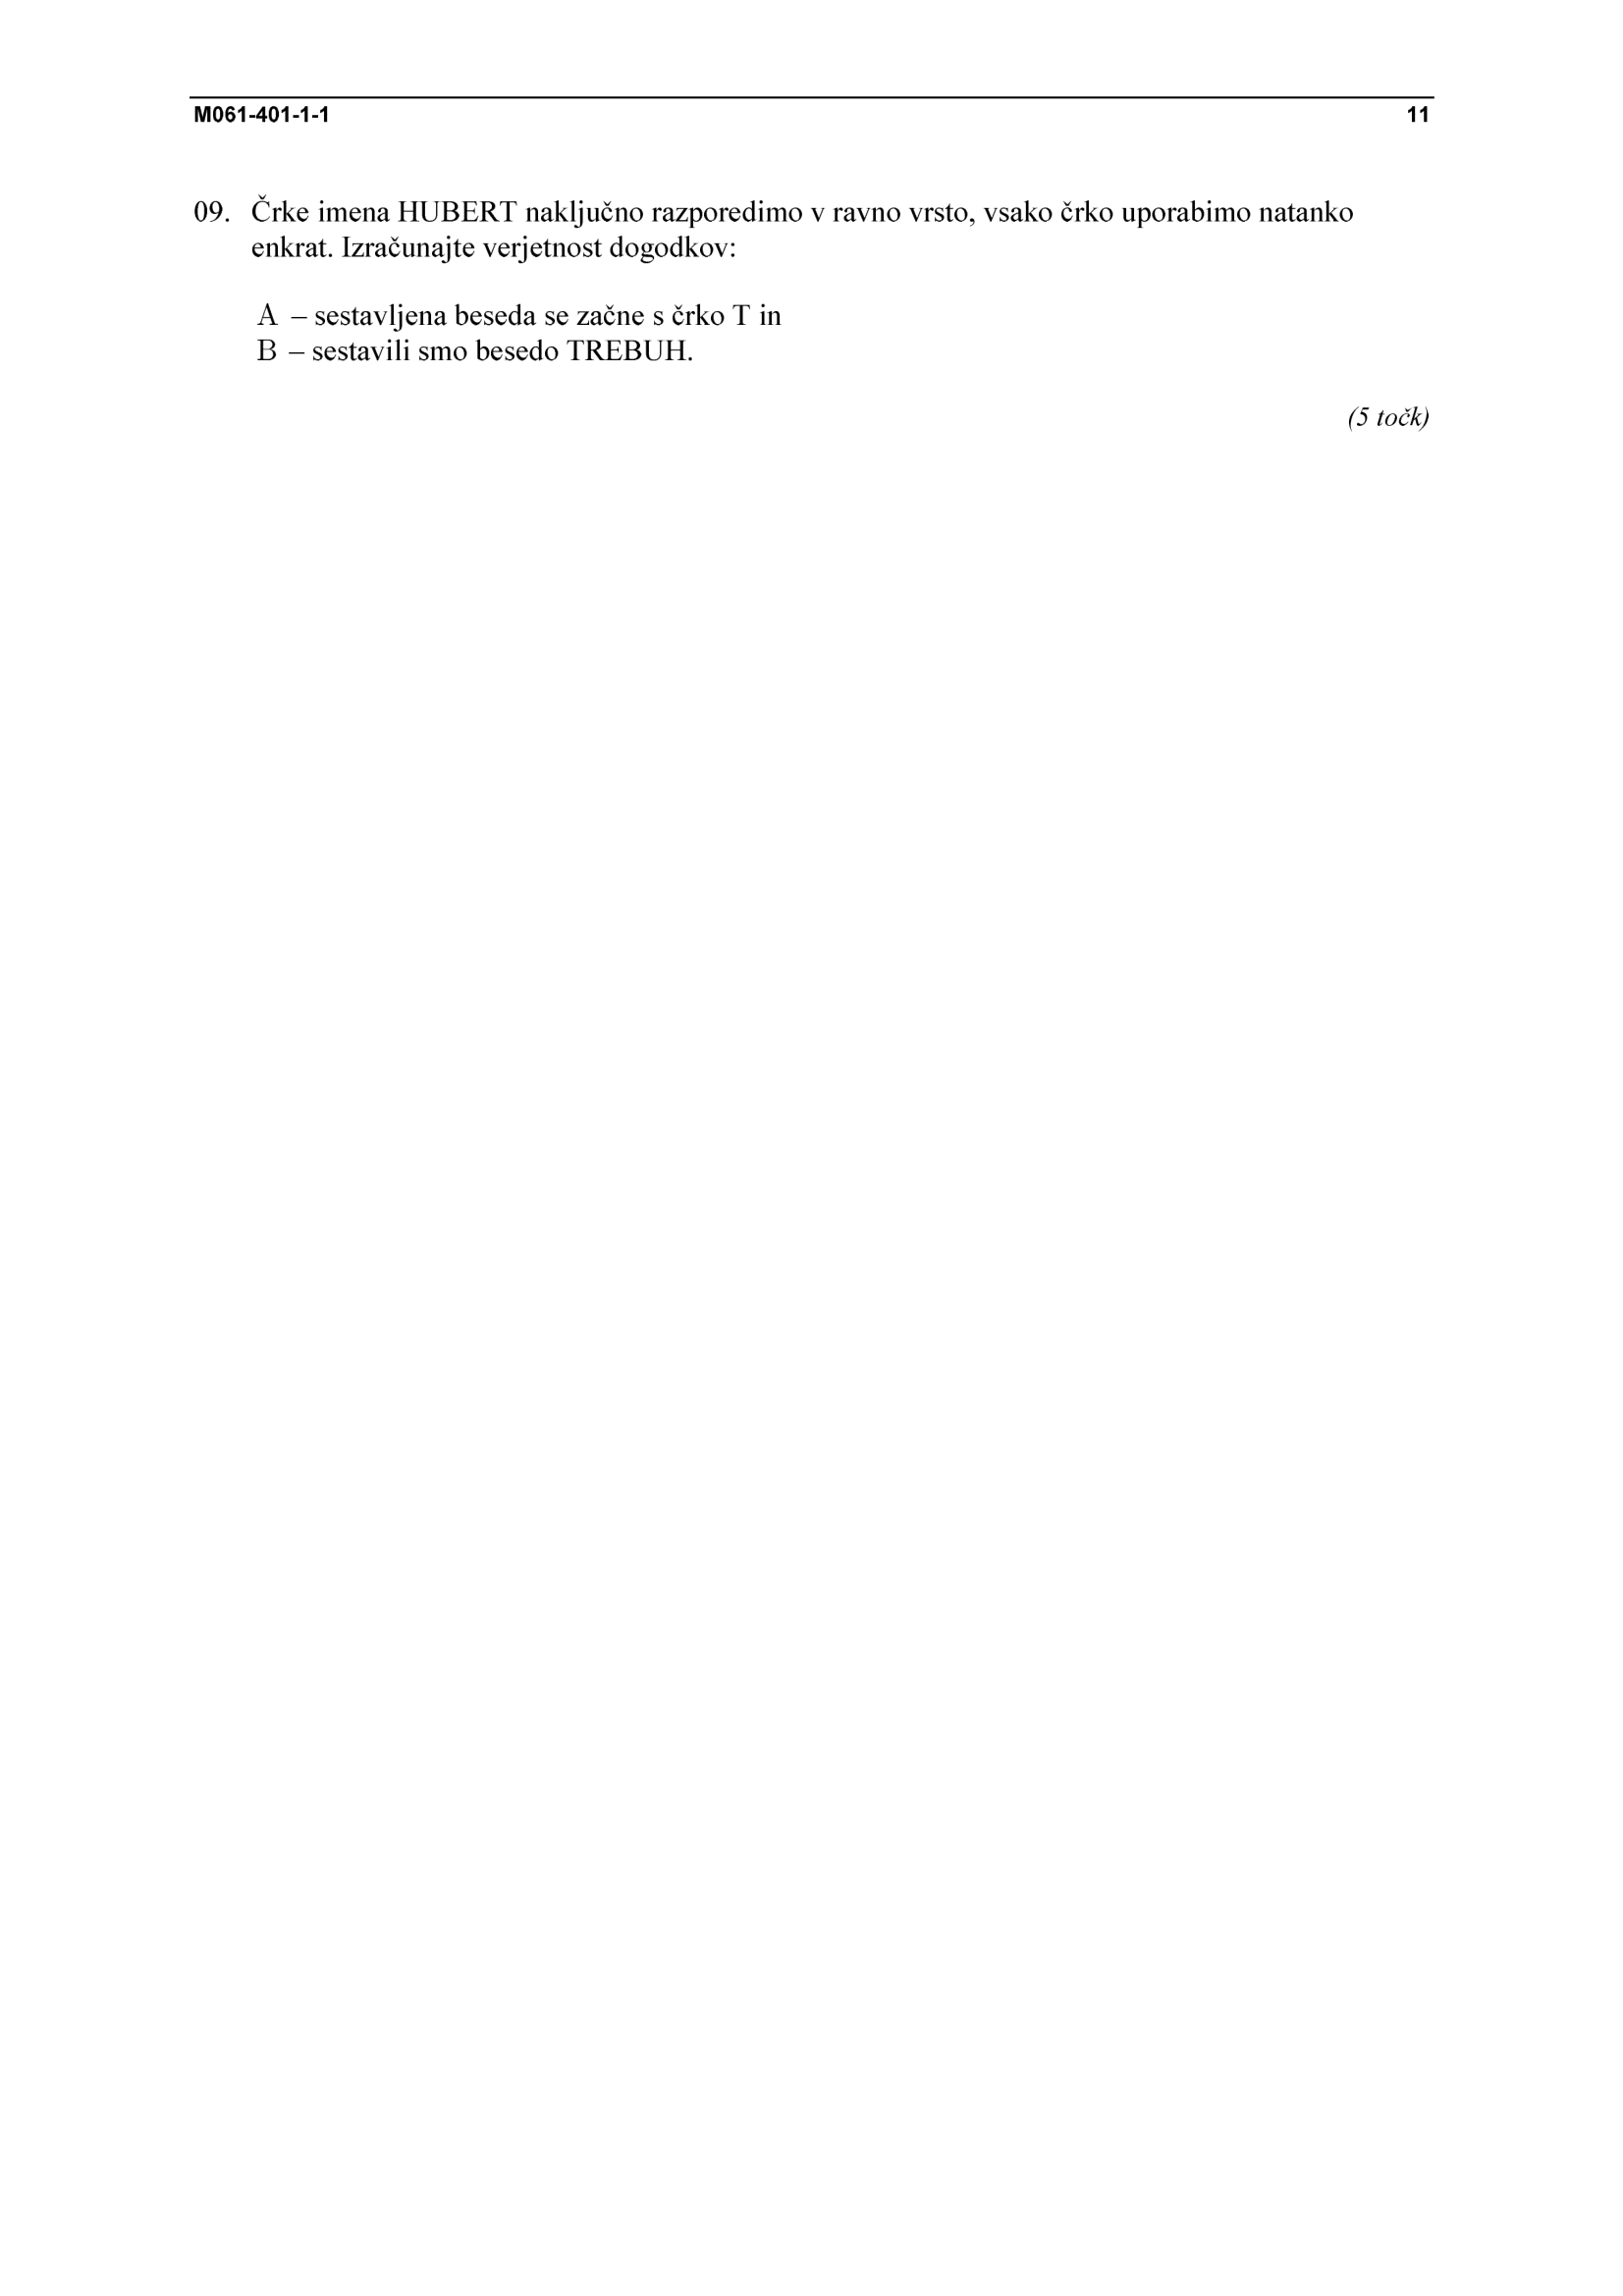 M061-401-1-1 11
09. Črke imena HUBERT naključno razporedimo v ravno vrsto, vsako črko uporabimo natanko
enkrat. Izračunajte verjetnost dogodkov:
A – sestavljena beseda se začne s črko T in
B – sestavili smo besedo TREBUH.
(5 točk)